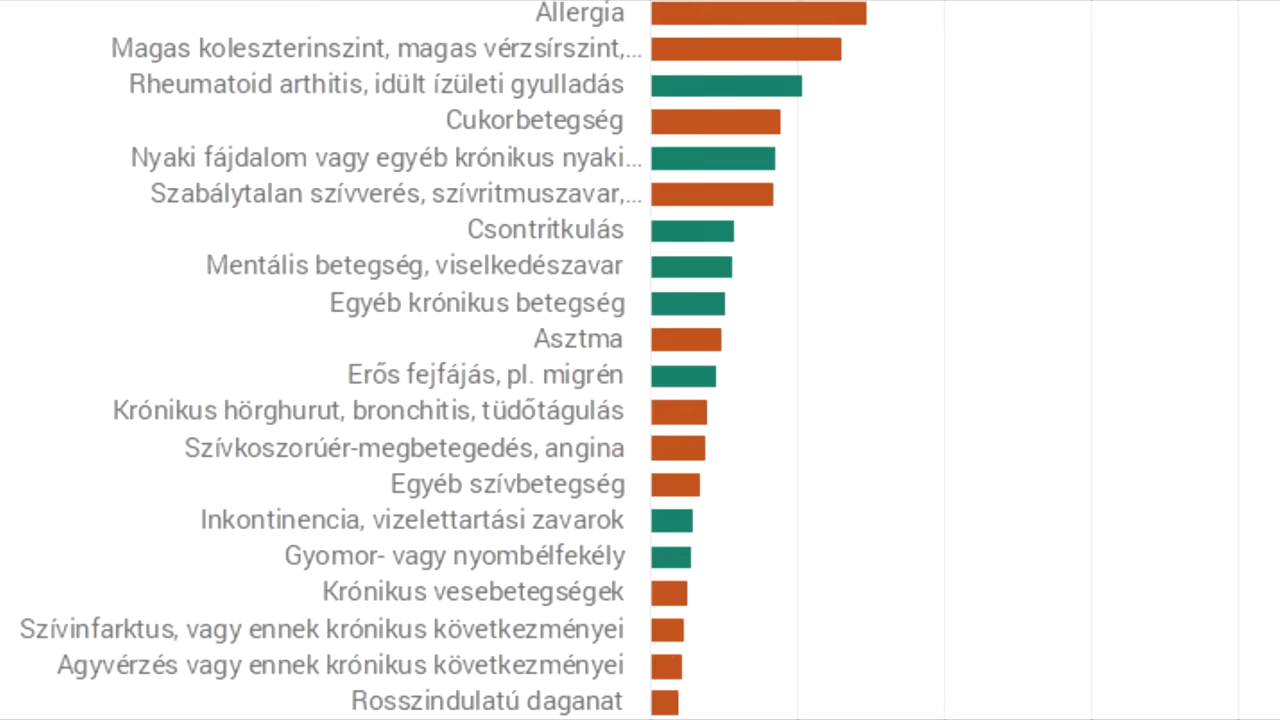 Allergia
Magas koleszterinszint, magas vérzsírszint,...
Rheumatoid arthitis, idült ízületi gyulladás
Cukorbetegség
Nyaki fájdalom vagy egyéb krónikus nyaki...
Szabálytalan szívverés, szívritmuszavar,...
Csontritkulás
Mentális betegség, viselkedészavar
Egyéb krónikus betegség
Asztma
Erős fejfájás, pl. migrén
Krónikus hörghurut, bronchitis, tüdőtágulás
Szívkoszorúér-megbetegedés, angina
Egyéb szívbetegség
Inkontinencia, vizelettartási zavarok
Gyomor- vagy nyombélfekély
Krónikus vesebetegségek
Szívinfarktus, vagy ennek krónikus következményei
Agyvérzés vagy ennek krónikus következményei
Rosszindulatú daganat